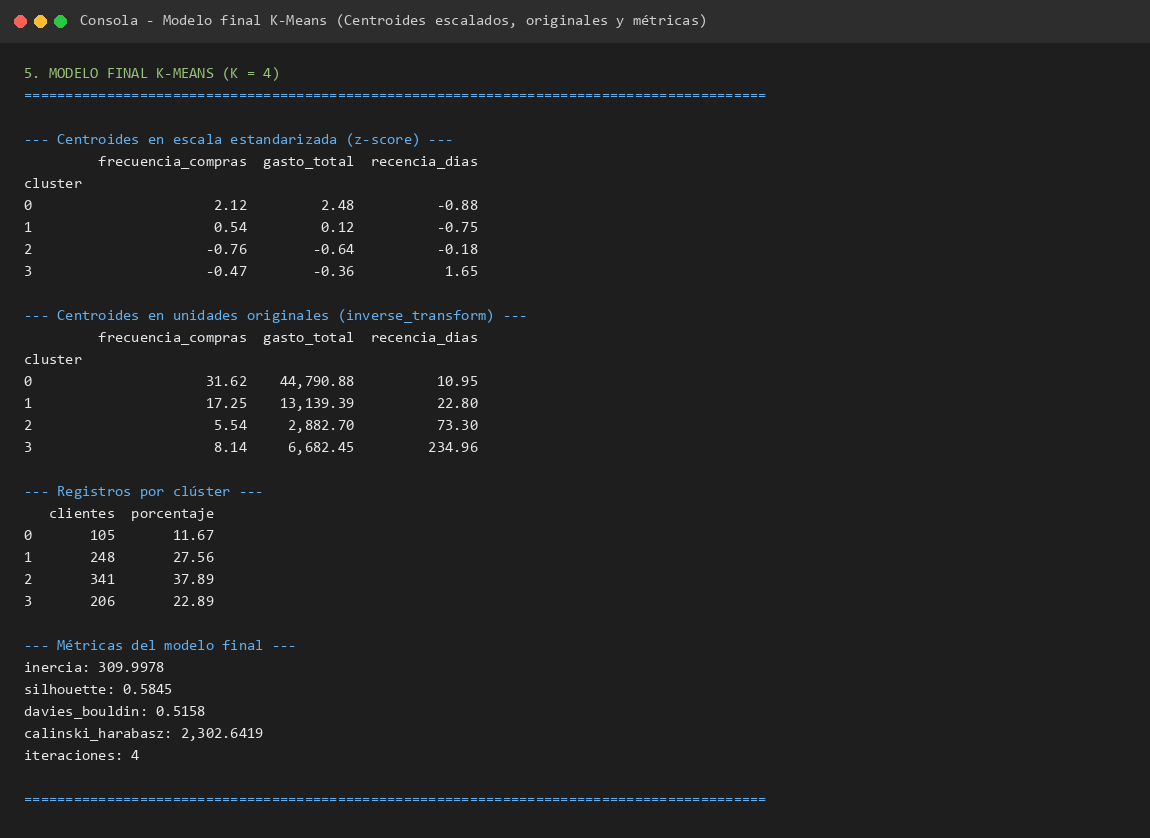 Consola - Modelo final K-Means (Centroides escalados, originales y métricas)
5. MODELO FINAL K-MEANS (K = 4)
==========================================================================================
--- Centroides en escala estandarizada (z-score) ---
         frecuencia_compras  gasto_total  recencia_dias
cluster
0                      2.12         2.48          -0.88
1                      0.54         0.12          -0.75
2                     -0.76        -0.64          -0.18
3                     -0.47        -0.36           1.65
--- Centroides en unidades originales (inverse_transform) ---
         frecuencia_compras  gasto_total  recencia_dias
cluster
0                     31.62    44,790.88          10.95
1                     17.25    13,139.39          22.80
2                      5.54     2,882.70          73.30
3                      8.14     6,682.45         234.96
--- Registros por clúster ---
   clientes  porcentaje
0       105       11.67
1       248       27.56
2       341       37.89
3       206       22.89
--- Métricas del modelo final ---
inercia: 309.9978
silhouette: 0.5845
davies_bouldin: 0.5158
calinski_harabasz: 2,302.6419
iteraciones: 4
==========================================================================================